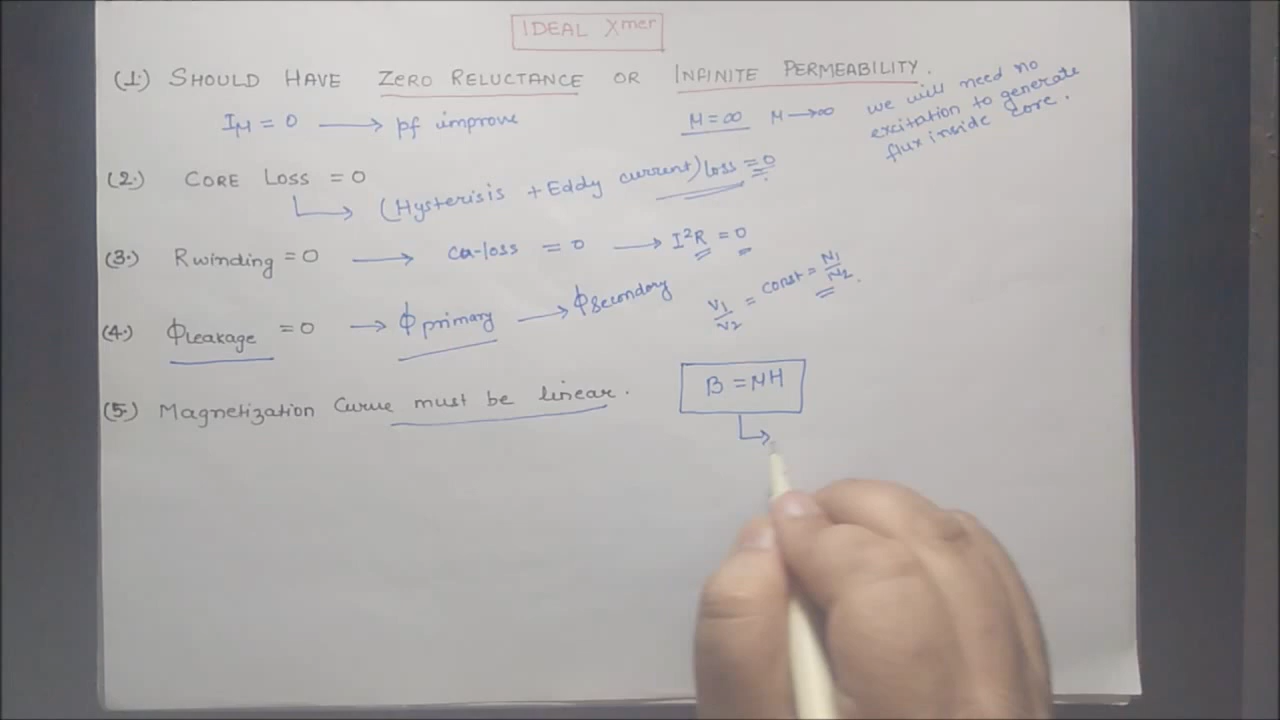 IDEAL Xmer
(1.) SHOULD HAVE ZERO RELUCTANCE OR INFINITE PERMEABILITY.
I_M = 0 → pf improve
μ = ∞ μ → ∞
we will need no
excitation to generate
flux inside core.
(2.) CORE LOSS = 0
↳ (Hysterisis + Eddy current) loss = 0
(3.) Rwinding = 0 → cu-loss = 0 → I²R = 0
(4.) ϕLeakage = 0 → ϕprimary → ϕsecondry
V1/V2 = const = N1/N2.
(5.) Magnetization Curve must be linear.
B = μH